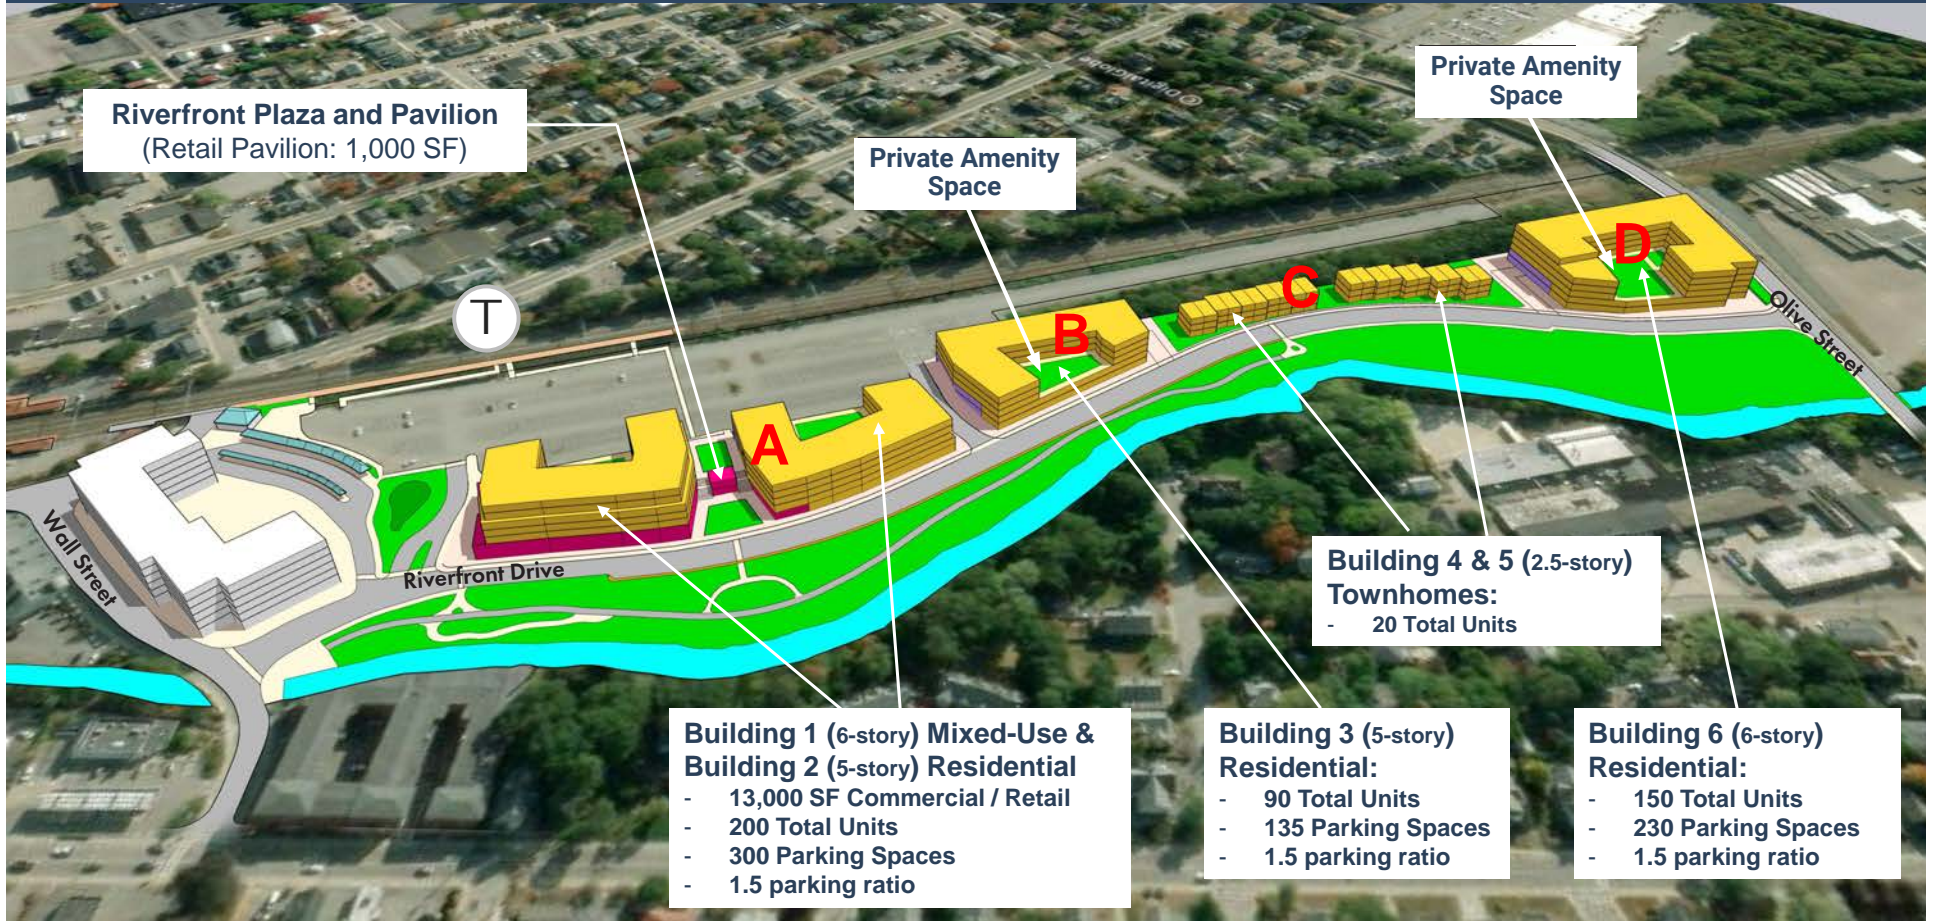 Private Amenity
Space
Riverfront Plaza and Pavilion
(Retail Pavilion: 1,000 SF)
Private Amenity
Space
T
A
B
C
D
Olive Street
Wall Street
Riverfront Drive
Building 4 & 5 (2.5-story)
Townhomes:
- 20 Total Units
Building 1 (6-story) Mixed-Use &
Building 2 (5-story) Residential
- 13,000 SF Commercial / Retail
- 200 Total Units
- 300 Parking Spaces
- 1.5 parking ratio
Building 3 (5-story)
Residential:
- 90 Total Units
- 135 Parking Spaces
- 1.5 parking ratio
Building 6 (6-story)
Residential:
- 150 Total Units
- 230 Parking Spaces
- 1.5 parking ratio